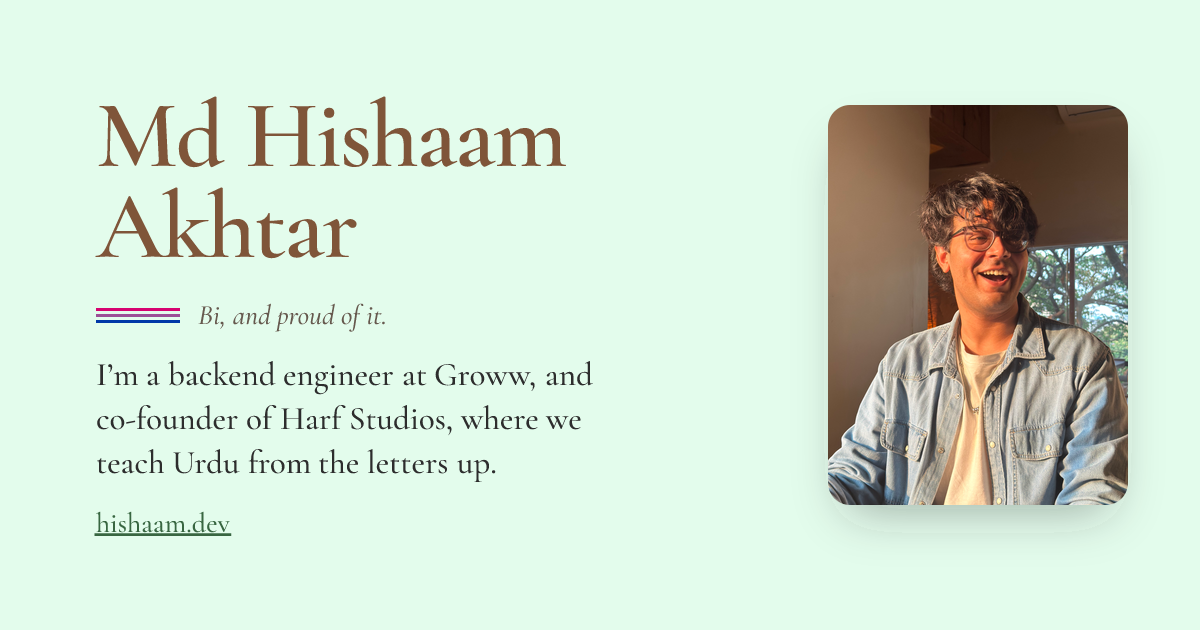 Md Hishaam
Akhtar
Bi, and proud of it.
I’m a backend engineer at Groww, and
co-founder of Harf Studios, where we
teach Urdu from the letters up.
hishaam.dev